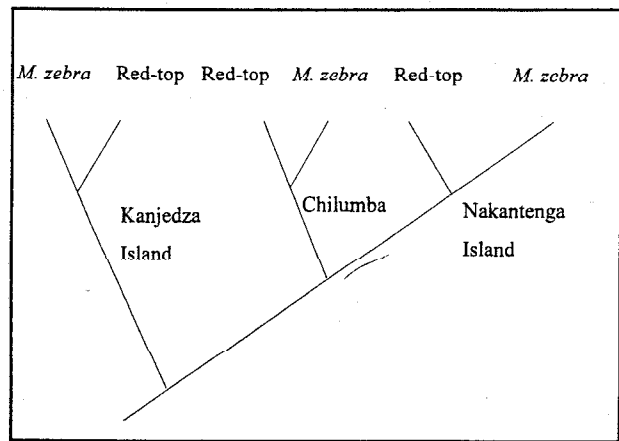 M. zebra Red-top Red-top M. zebra Red-top M. zebra
Kanjedza
Island
Chilumba
Nakantenga
Island